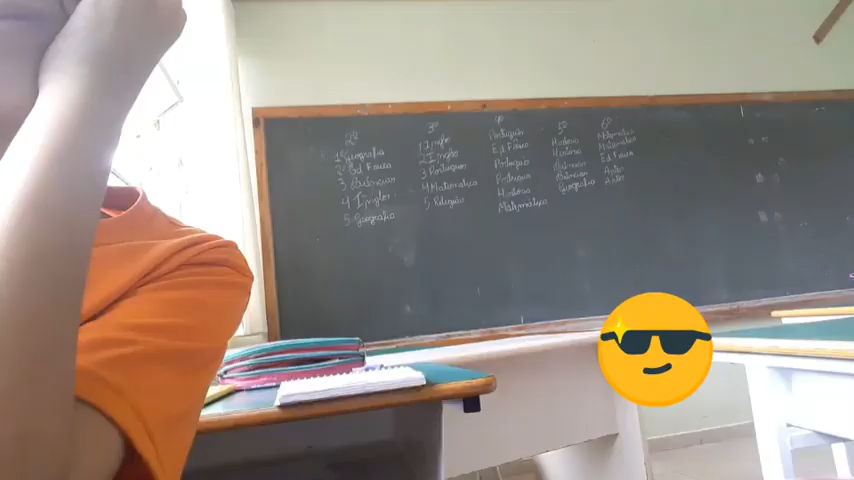 2ª
1 Geografia
2 Ed Física
3 Ciências
4 Inglês
5 Geografia
3ª
1 Inglês
2 Inglês
3 Português
4 Matemática
5 Religião
4ª
Português
Ed Física
Português
História
Matemática
5ª
História
História
Ciências
Ciências
Geografia
6ª
Matemática
Matemática
Ed Física
Artes
Artes